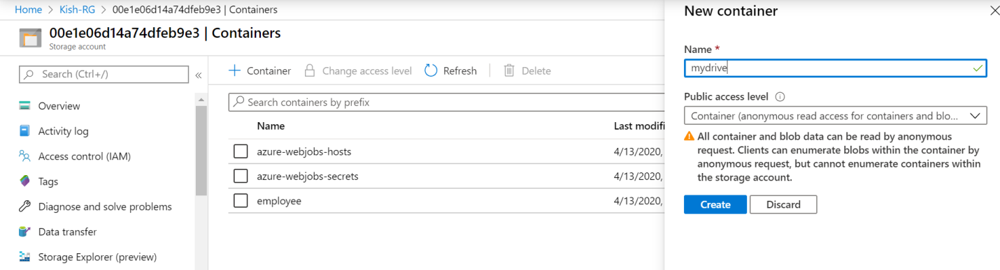 Home > Kish-RG > 00e1e06d14a74dfeb9e3 | Containers
00e1e06d14a74dfeb9e3 | Containers
Storage account
Search (Ctrl+/)
«
Overview
Activity log
Access control (IAM)
Tags
Diagnose and solve problems
Data transfer
Storage Explorer (preview)
+ Container
Change access level
Refresh
Delete
Search containers by prefix
Name Last modifi
azure-webjobs-hosts 4/13/2020,
azure-webjobs-secrets 4/13/2020,
employee 4/13/2020,
New container
Name *
mydrive
Public access level
Container (anonymous read access for containers and blo...
All container and blob data can be read by anonymous
request. Clients can enumerate blobs within the container by
anonymous request, but cannot enumerate containers within
the storage account.
Create Discard